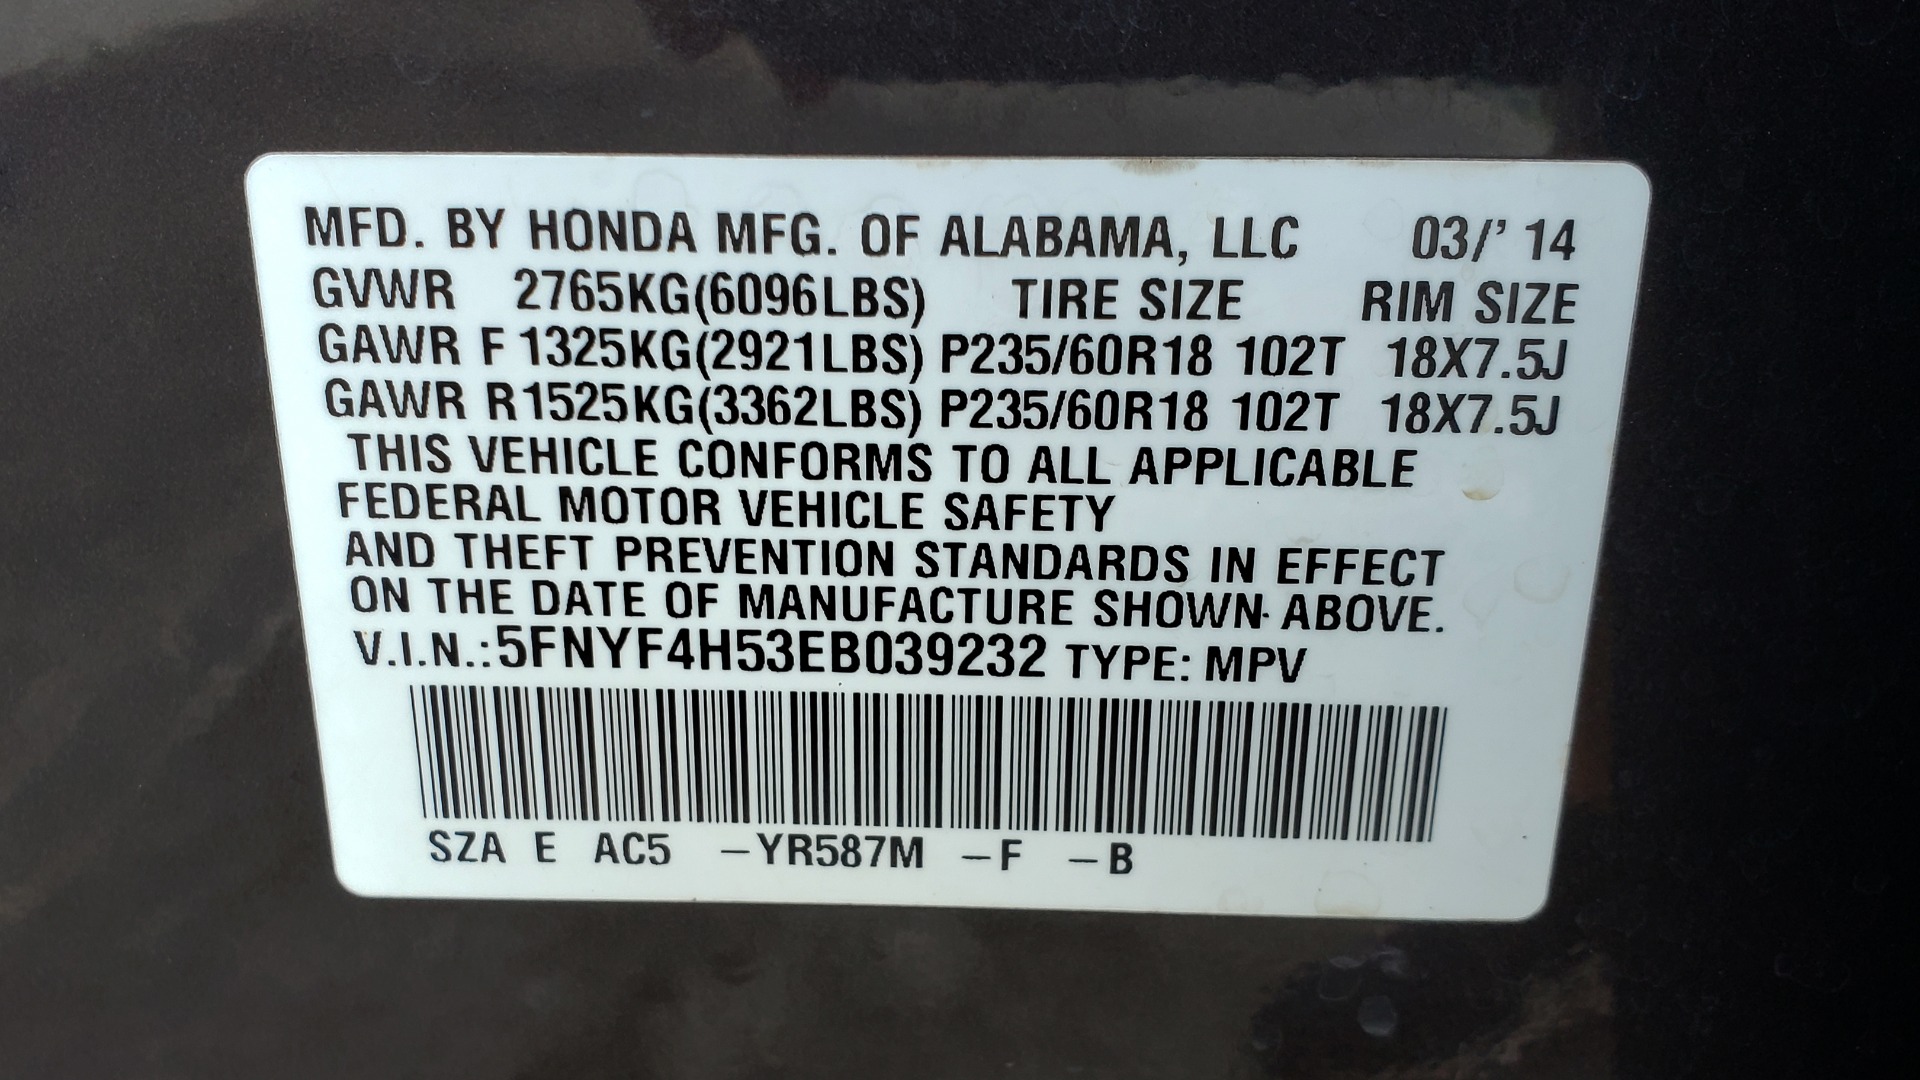 MFD. BY HONDA MFG. OF ALABAMA, LLC 03/' 14
GVWR 2765KG(6096LBS) TIRE SIZE RIM SIZE
GAWR F 1325KG(2921LBS) P235/60R18 102T 18X7.5J
GAWR R 1525KG(3362LBS) P235/60R18 102T 18X7.5J
THIS VEHICLE CONFORMS TO ALL APPLICABLE
FEDERAL MOTOR VEHICLE SAFETY
AND THEFT PREVENTION STANDARDS IN EFFECT
ON THE DATE OF MANUFACTURE SHOWN ABOVE.
V.I.N.: 5FNYF4H53EB039232 TYPE: MPV
SZA E AC5 –YR587M –F –B